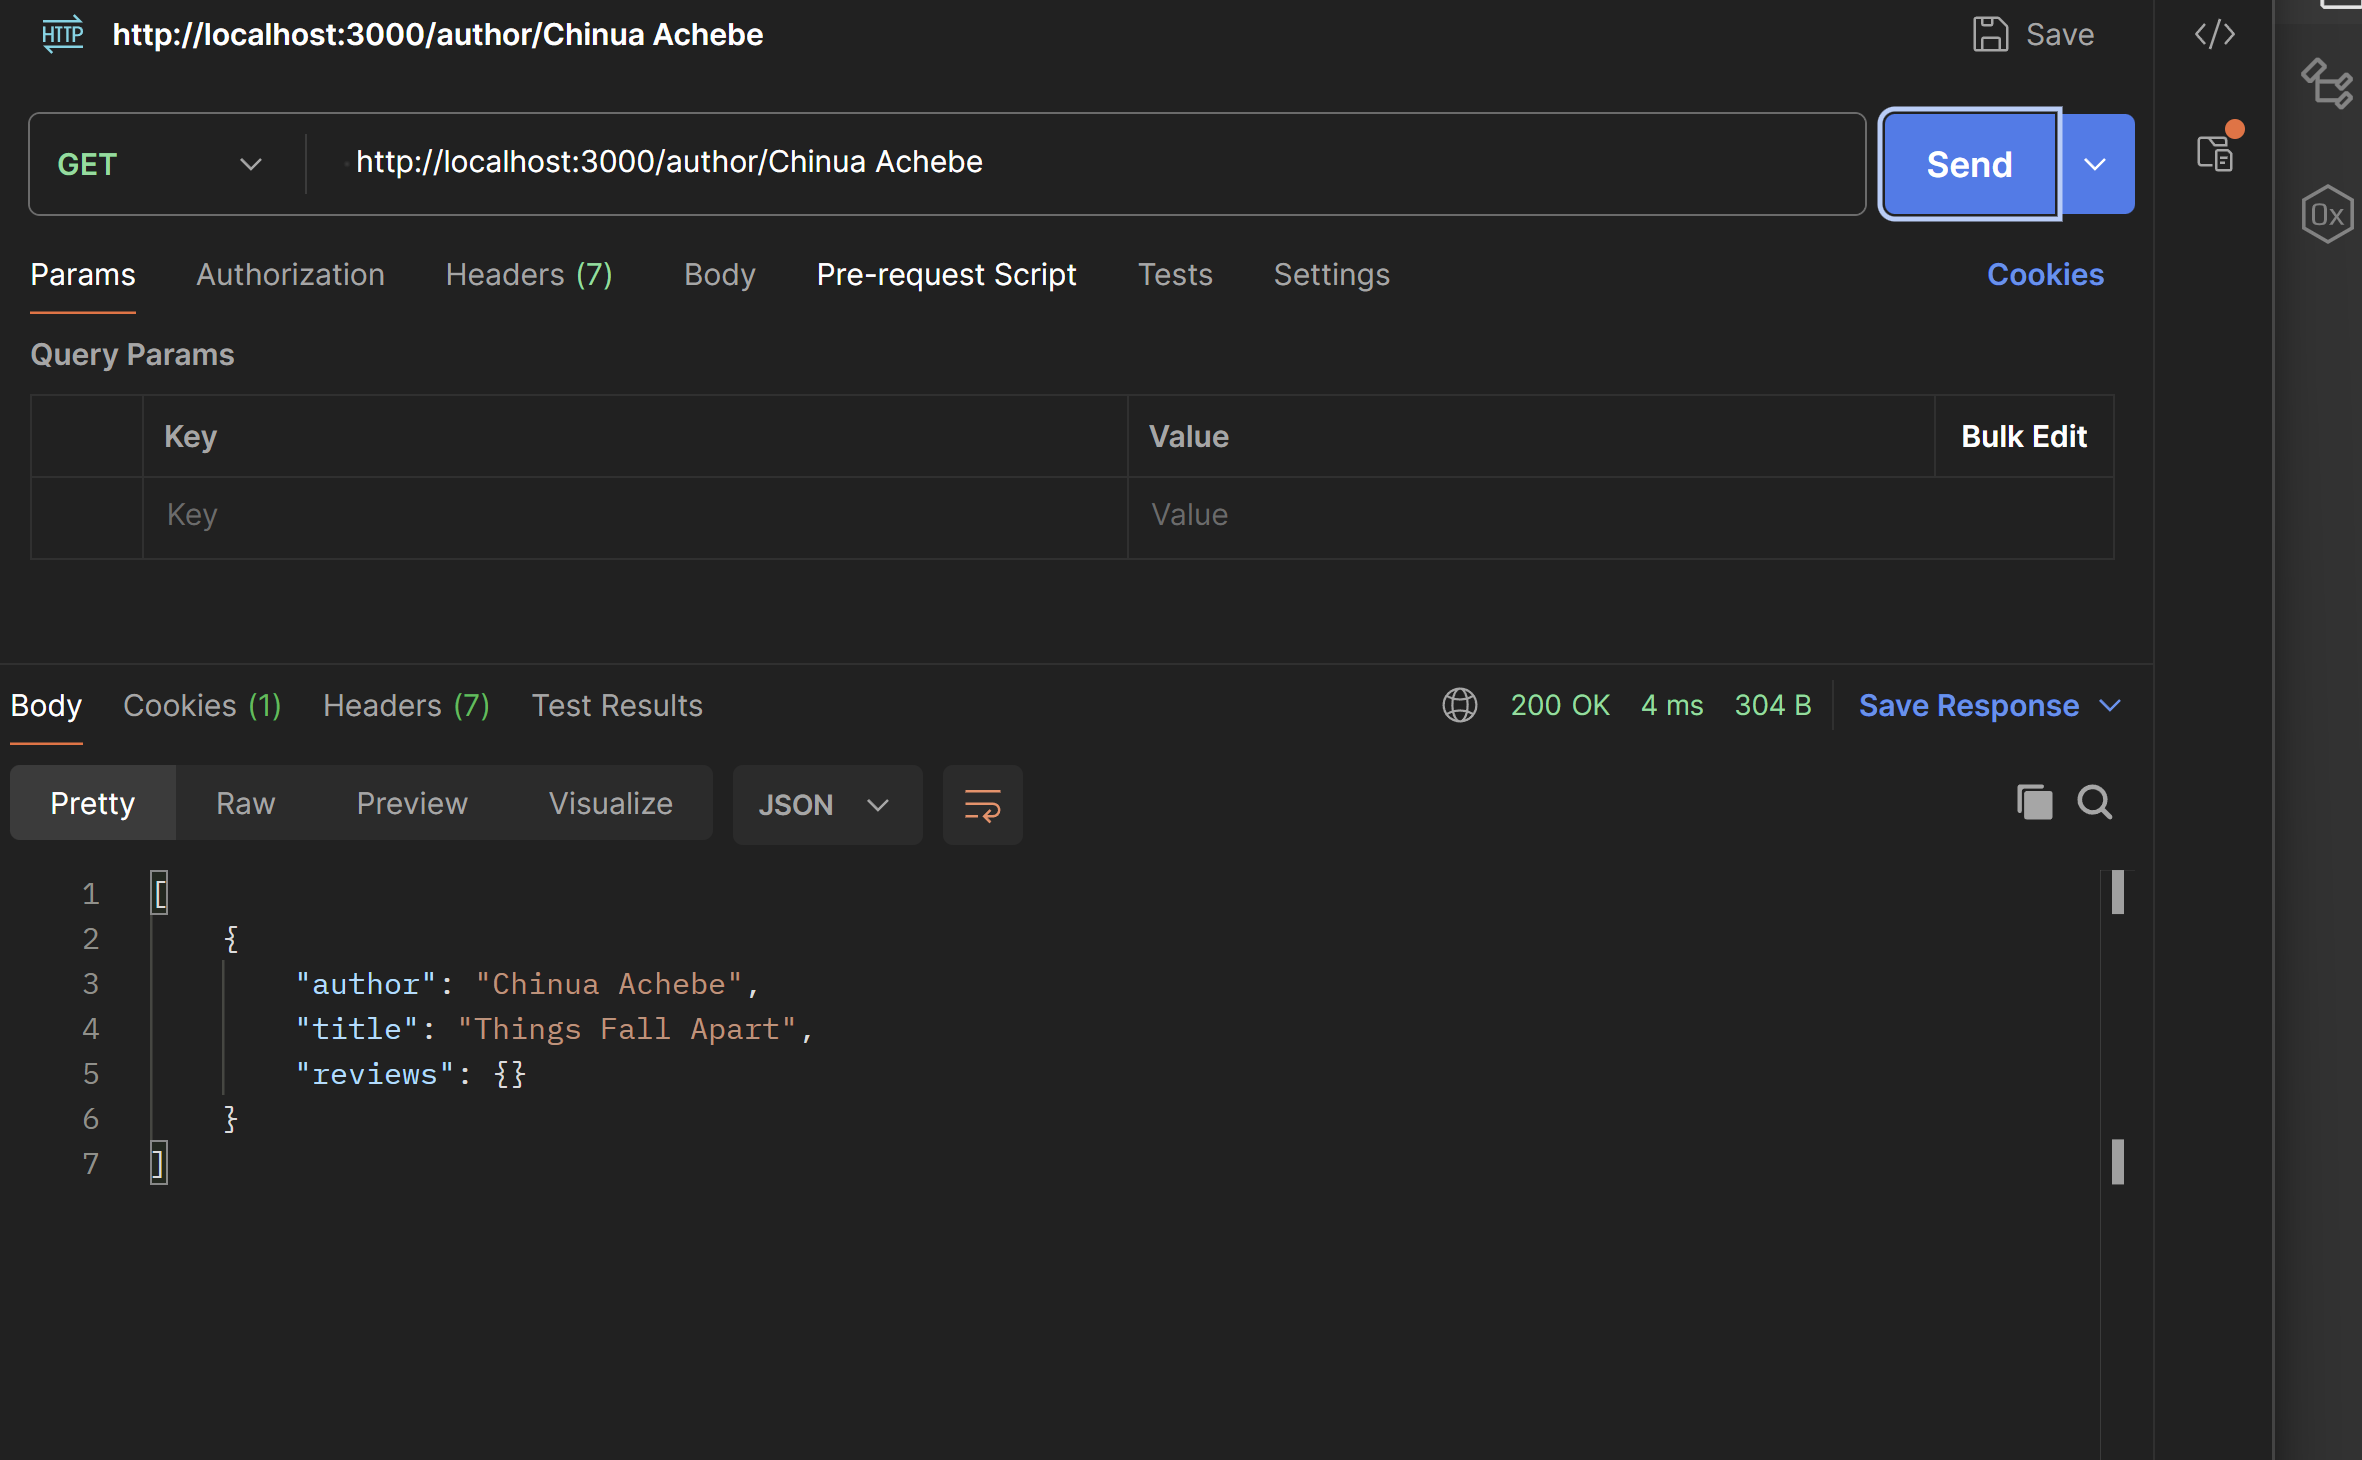 HTTP http://localhost:3000/author/Chinua Achebe Save
GET http://localhost:3000/author/Chinua Achebe Send
Params Authorization Headers (7) Body Pre-request Script Tests Settings Cookies
Query Params
Key Value Bulk Edit
Key Value
Body Cookies (1) Headers (7) Test Results 200 OK 4 ms 304 B Save Response
Pretty Raw Preview Visualize JSON
1 [
2 {
3 "author": "Chinua Achebe",
4 "title": "Things Fall Apart",
5 "reviews": {}
6 }
7 ]
0x